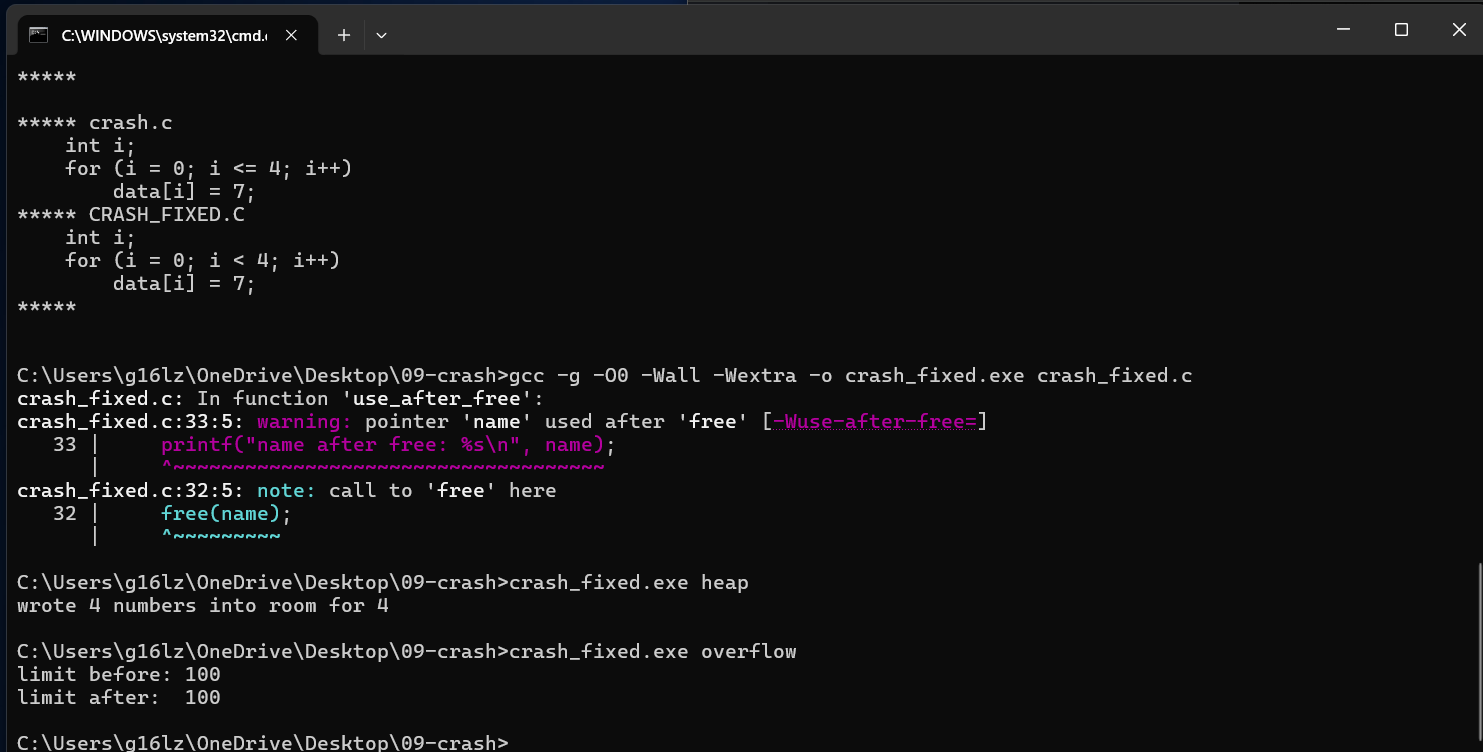 C:\WINDOWS\system32\cmd.
*****
***** crash.c
    int i;
    for (i = 0; i <= 4; i++)
        data[i] = 7;
***** CRASH_FIXED.C
    int i;
    for (i = 0; i < 4; i++)
        data[i] = 7;
*****
C:\Users\g16lz\OneDrive\Desktop\09-crash>gcc -g -O0 -Wall -Wextra -o crash_fixed.exe crash_fixed.c
crash_fixed.c: In function 'use_after_free':
crash_fixed.c:33:5: warning: pointer 'name' used after 'free' [-Wuse-after-free=]
   33 |     printf("name after free: %s\n", name);
      |     ^~~~~~~~~~~~~~~~~~~~~~~~~~~~~~~~~~~~~
crash_fixed.c:32:5: note: call to 'free' here
   32 |     free(name);
      |     ^~~~~~~~~~
C:\Users\g16lz\OneDrive\Desktop\09-crash>crash_fixed.exe heap
wrote 4 numbers into room for 4
C:\Users\g16lz\OneDrive\Desktop\09-crash>crash_fixed.exe overflow
limit before: 100
limit after:  100
C:\Users\g16lz\OneDrive\Desktop\09-crash>